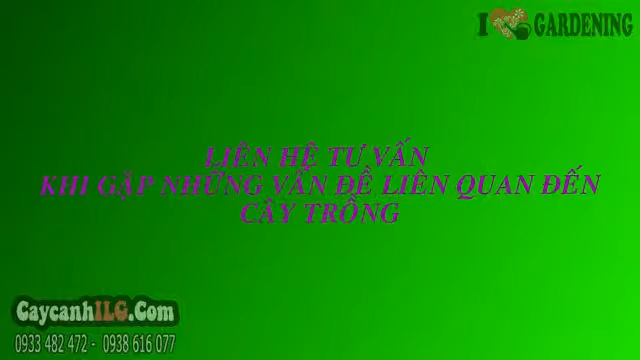 I GARDENING
LIÊN HỆ TƯ VẤN
KHI GẶP NHỮNG VẤN ĐỀ LIÊN QUAN ĐẾN
CÂY TRỒNG
CaycanhILG.Com
0933 482 472 - 0938 616 077